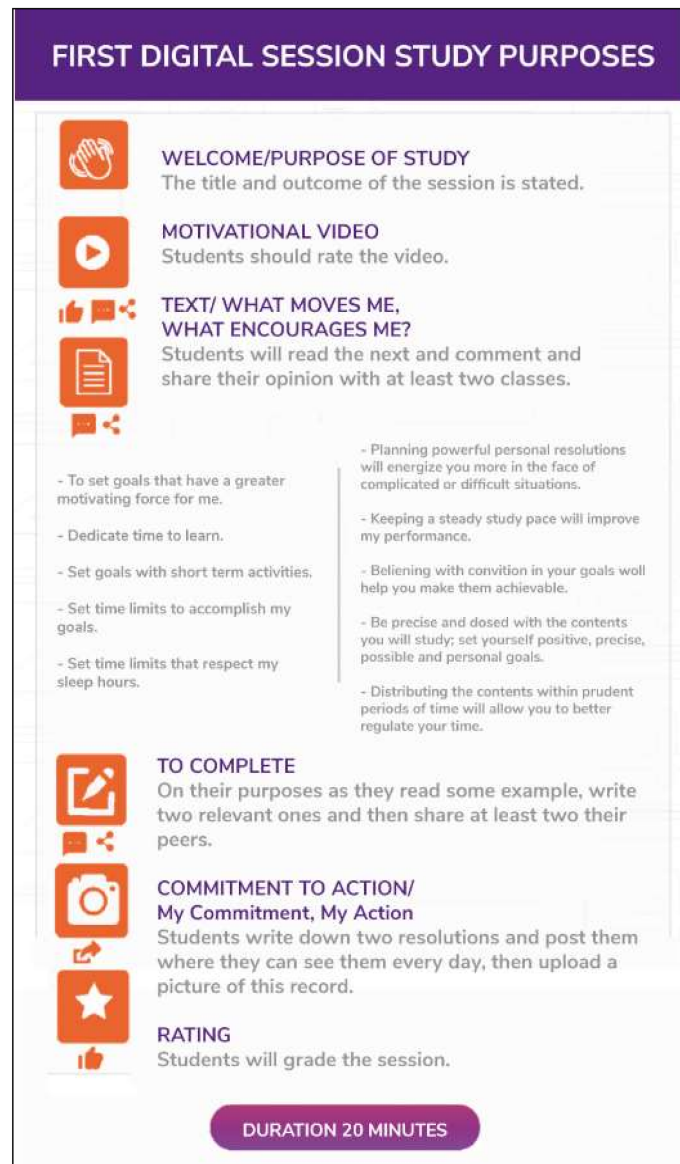 FIRST DIGITAL SESSION STUDY PURPOSES
WELCOME/PURPOSE OF STUDY
The title and outcome of the session is stated.
MOTIVATIONAL VIDEO
Students should rate the video.
TEXT/ WHAT MOVES ME,
WHAT ENCOURAGES ME?
Students will read the next and comment and
share their opinion with at least two classes.
- To set goals that have a greater
motivating force for me.
- Dedicate time to learn.
- Set goals with short term activities.
- Set time limits to accomplish my
goals.
- Set time limits that respect my
sleep hours.
- Planning powerful personal resolutions
will energize you more in the face of
complicated or difficult situations.
- Keeping a steady study pace will improve
my performance.
- Beliening with convition in your goals woll
help you make them achievable.
- Be precise and dosed with the contents
you will study; set yourself positive, precise,
possible and personal goals.
- Distributing the contents within prudent
periods of time will allow you to better
regulate your time.
TO COMPLETE
On their purposes as they read some example, write
two relevant ones and then share at least two their
peers.
COMMITMENT TO ACTION/
My Commitment, My Action
Students write down two resolutions and post them
where they can see them every day, then upload a
picture of this record.
RATING
Students will grade the session.
DURATION 20 MINUTES